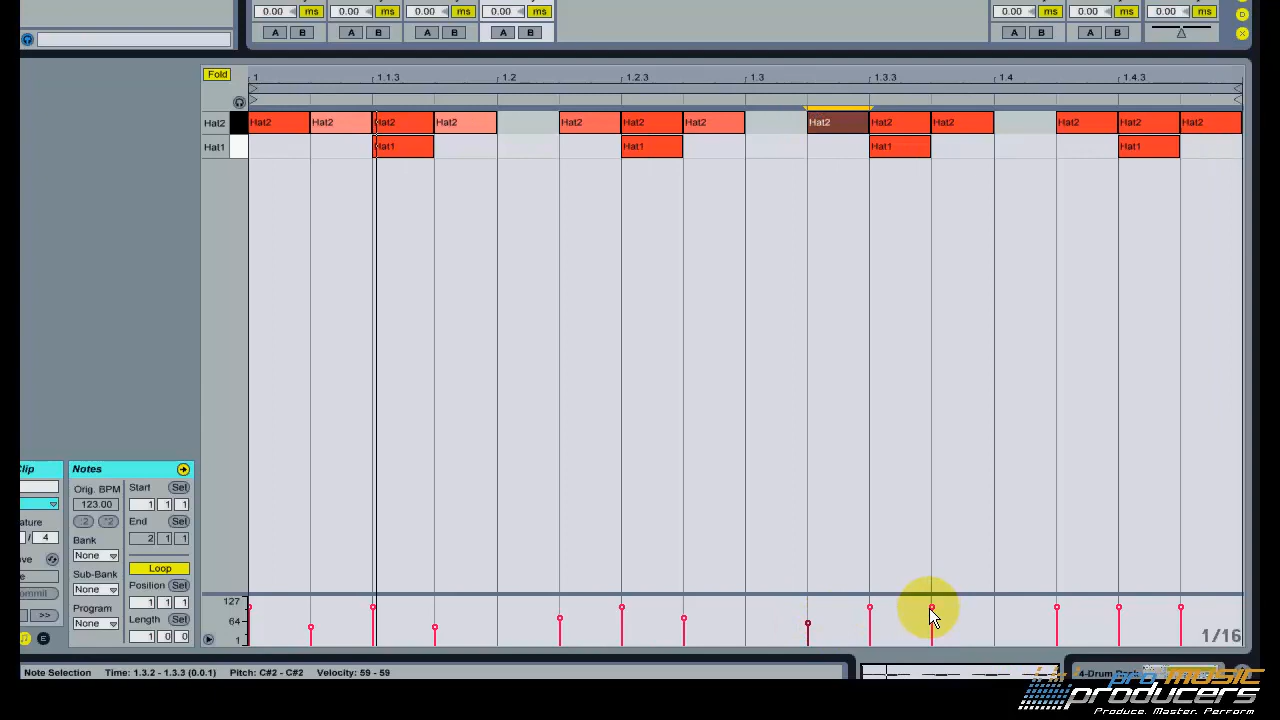 0.00 ms 0.00 ms 0.00 ms 0.00 ms 0.00 ms 0.00 ms 0.00 ms
A B A B A B A B A B A B
Fold 1 1.1.3 1.2 1.2.3 1.3 1.3.3 1.4 1.4.3
Hat2 Hat2 Hat2 Hat2 Hat2 Hat2 Hat2 Hat2 Hat2 Hat2 Hat2 Hat2 Hat2 Hat2
Hat1 Hat1 Hat1 Hat1 Hat1
Clip Notes
Orig. BPM Start Set
123.00 1 1 1
:2 *2 End Set
/ 4 2 1 1
Bank
None Loop
Sub-Bank Position Set
None 1 1 1
Program Length Set
None 1 0 0
>>
E
127
64
1
1/16
Note Selection Time: 1.3.2 - 1.3.3 (0.0.1) Pitch: C#2 - C#2 Velocity: 59 - 59
4-Drum Rack
pro music
producers
Produce. Master. Perform